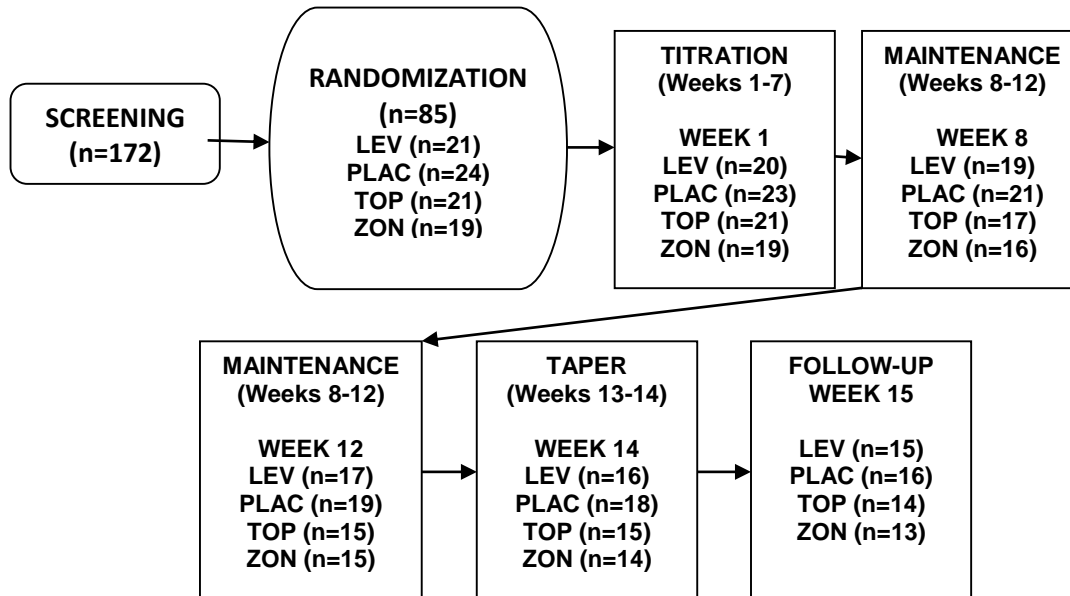 SCREENING
(n=172)
RANDOMIZATION
(n=85)
LEV (n=21)
PLAC (n=24)
TOP (n=21)
ZON (n=19)
TITRATION
(Weeks 1-7)
WEEK 1
LEV (n=20)
PLAC (n=23)
TOP (n=21)
ZON (n=19)
MAINTENANCE
(Weeks 8-12)
WEEK 8
LEV (n=19)
PLAC (n=21)
TOP (n=17)
ZON (n=16)
MAINTENANCE
(Weeks 8-12)
WEEK 12
LEV (n=17)
PLAC (n=19)
TOP (n=15)
ZON (n=15)
TAPER
(Weeks 13-14)
WEEK 14
LEV (n=16)
PLAC (n=18)
TOP (n=15)
ZON (n=14)
FOLLOW-UP
WEEK 15
LEV (n=15)
PLAC (n=16)
TOP (n=14)
ZON (n=13)